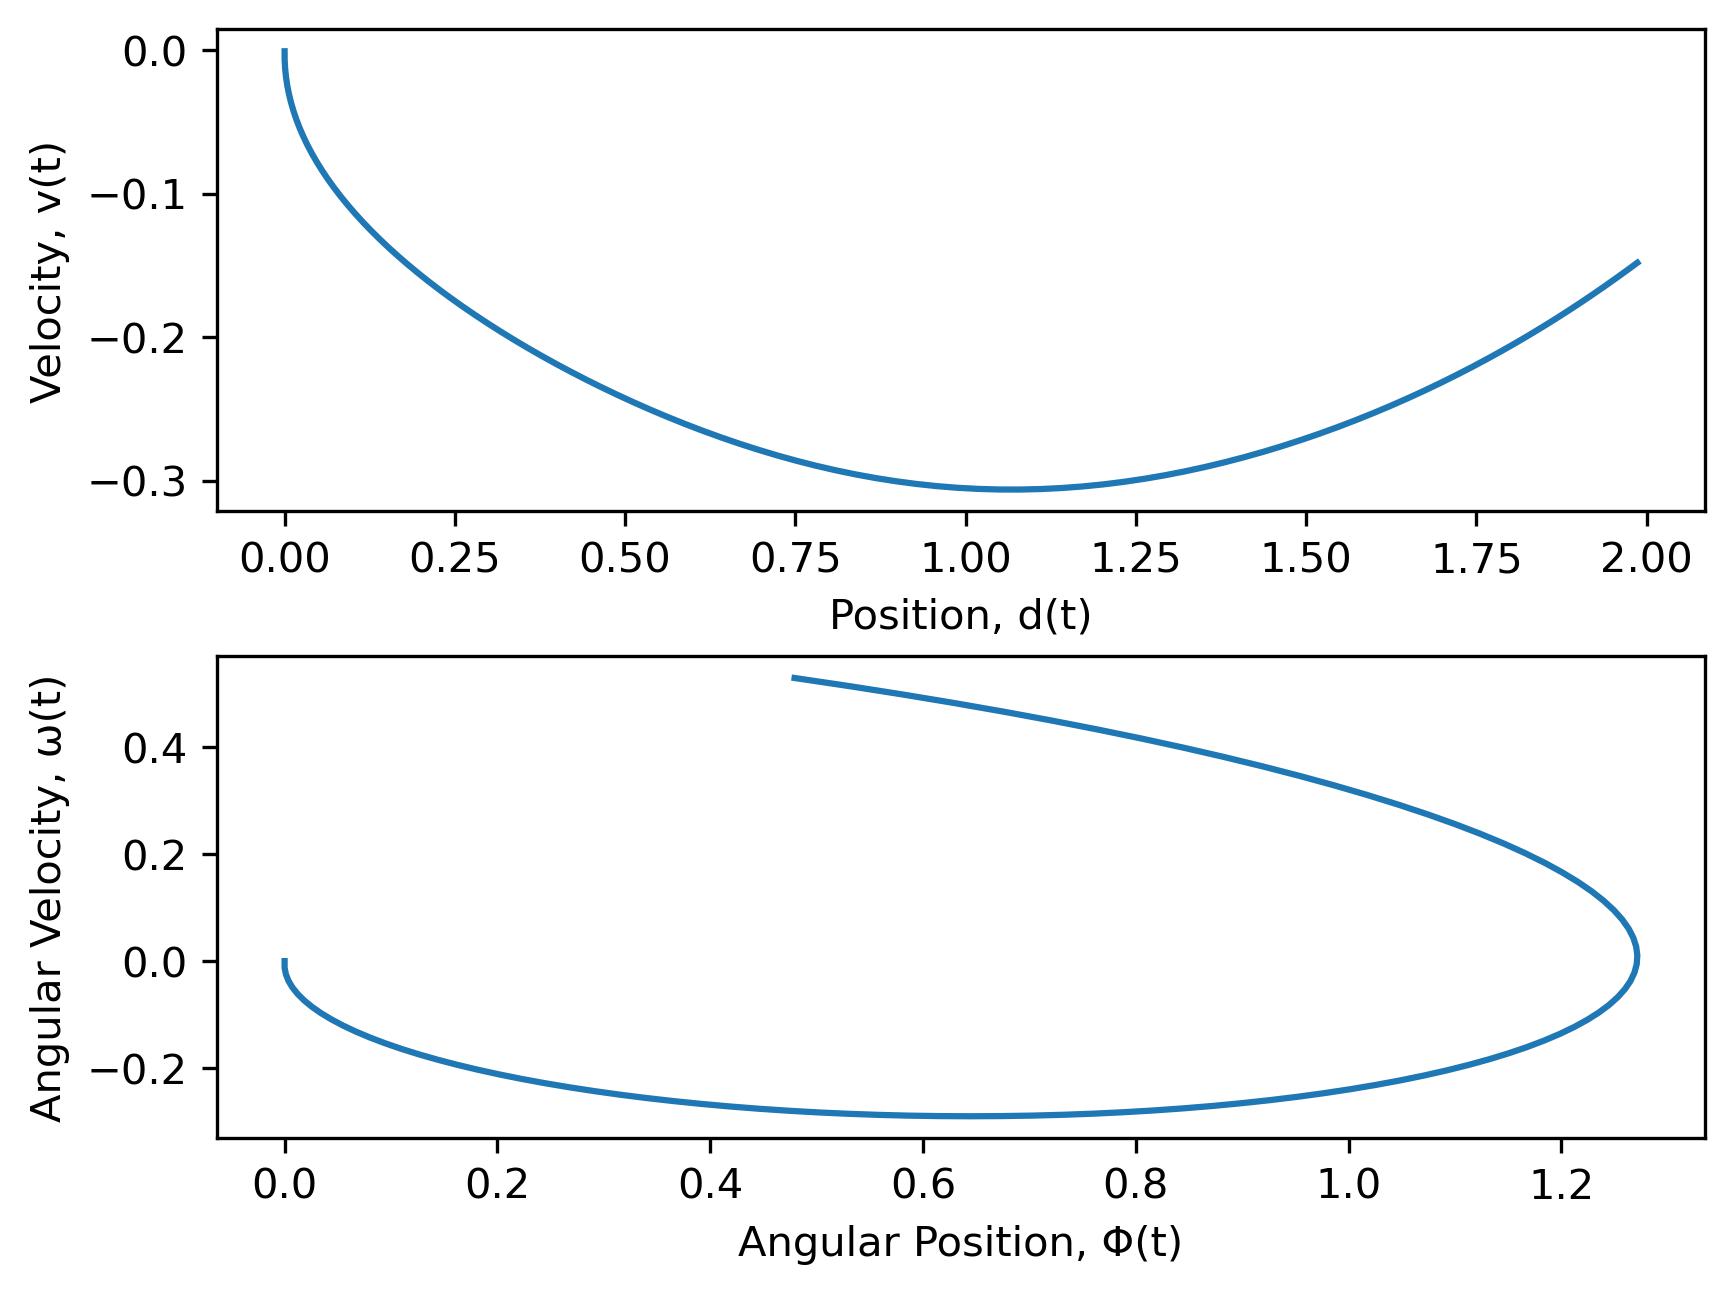 Velocity, v(t)
0.0
−0.1
−0.2
−0.3
0.00 0.25 0.50 0.75 1.00 1.25 1.50 1.75 2.00
Position, d(t)
Angular Velocity, ω(t)
0.4
0.2
0.0
−0.2
0.0 0.2 0.4 0.6 0.8 1.0 1.2
Angular Position, Φ(t)